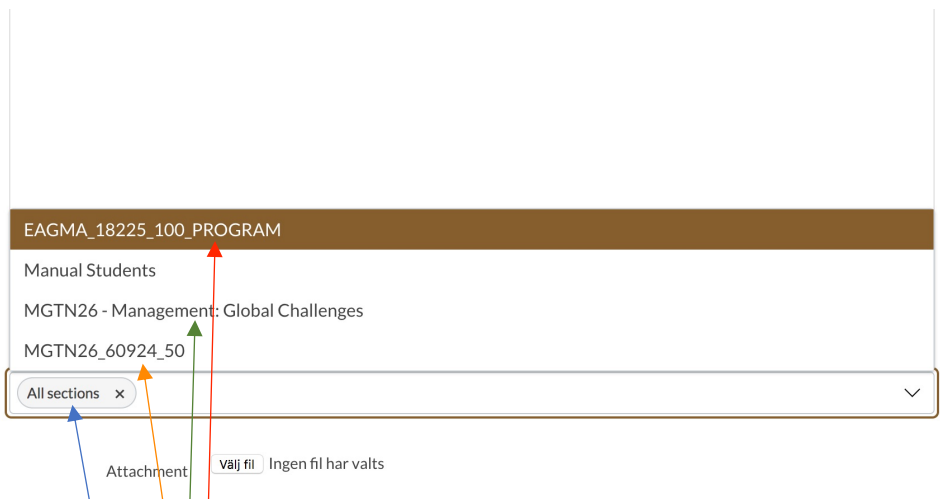 EAGMA_18225_100_PROGRAM
Manual Students
MGTN26 - Management: Global Challenges
MGTN26_60924_50
All sections ×
Attachment Välj fil Ingen fil har valts